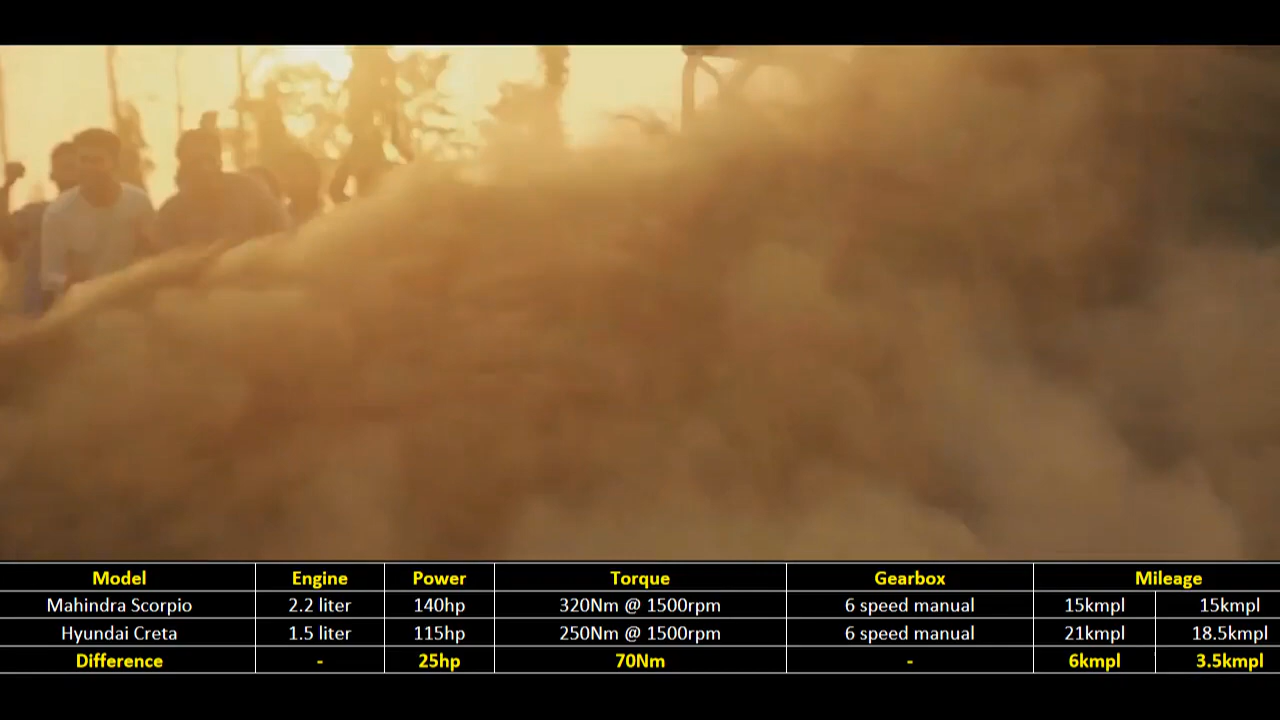 Model Engine Power Torque Gearbox Mileage
Mahindra Scorpio 2.2 liter 140hp 320Nm @ 1500rpm 6 speed manual 15kmpl 15kmpl
Hyundai Creta 1.5 liter 115hp 250Nm @ 1500rpm 6 speed manual 21kmpl 18.5kmpl
Difference - 25hp 70Nm - 6kmpl 3.5kmpl